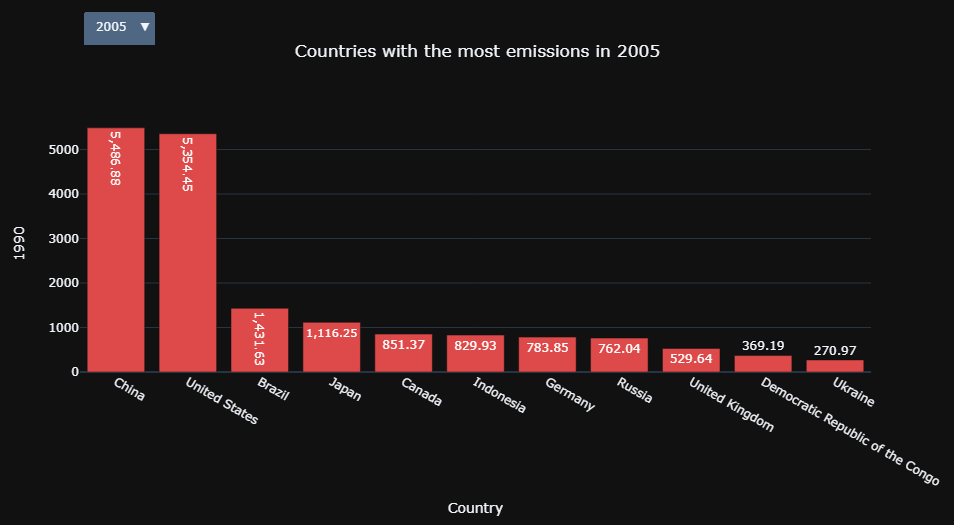 2005 ▼
Countries with the most emissions in 2005
5000
4000
3000
2000
1000
0
1990
5,486.88
5,354.45
1,431.63
1,116.25
851.37
829.93
783.85
762.04
529.64
369.19
270.97
China
United States
Brazil
Japan
Canada
Indonesia
Germany
Russia
United Kingdom
Democratic Republic of the Congo
Ukraine
Country